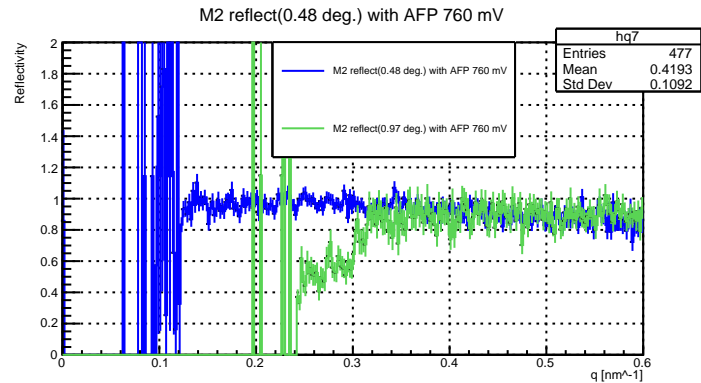 M2 reflect(0.48 deg.) with AFP 760 mV
hq7
Entries 477
Mean 0.4193
Std Dev 0.1092
M2 reflect(0.48 deg.) with AFP 760 mV
M2 reflect(0.97 deg.) with AFP 760 mV
Reflectivity
2
1.8
1.6
1.4
1.2
1
0.8
0.6
0.4
0.2
0
0 0.1 0.2 0.3 0.4 0.5 0.6
q [nm^-1]